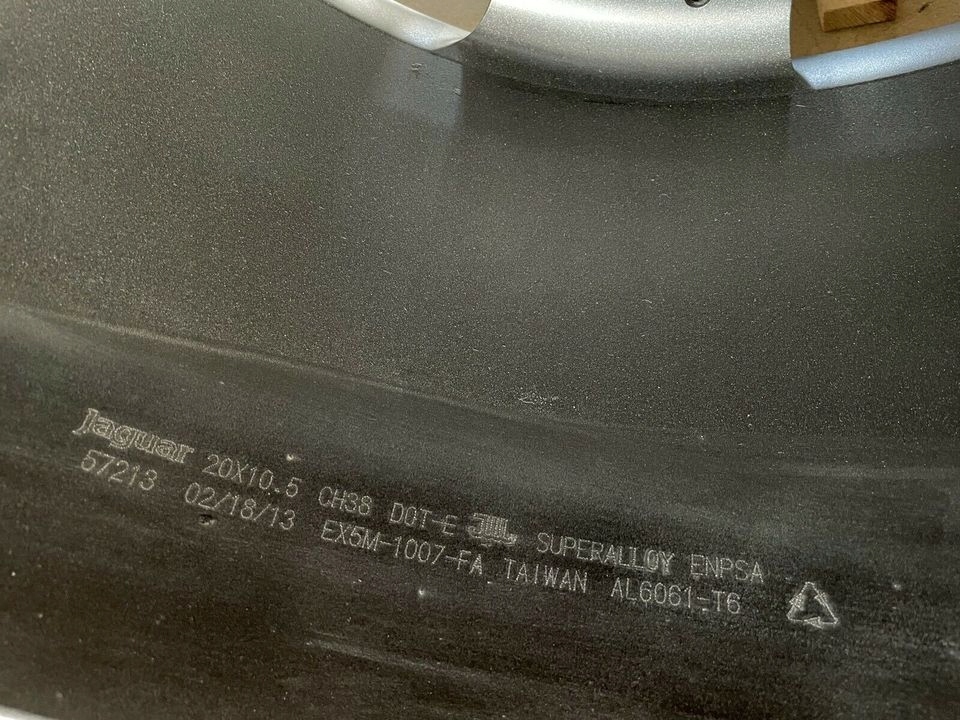 Jaguar 20X10.5 CH38 DOT-E JWL SUPERALLOY ENPSA
57213 02/18/13 EX5M-1007-FA TAIWAN AL6061-T6